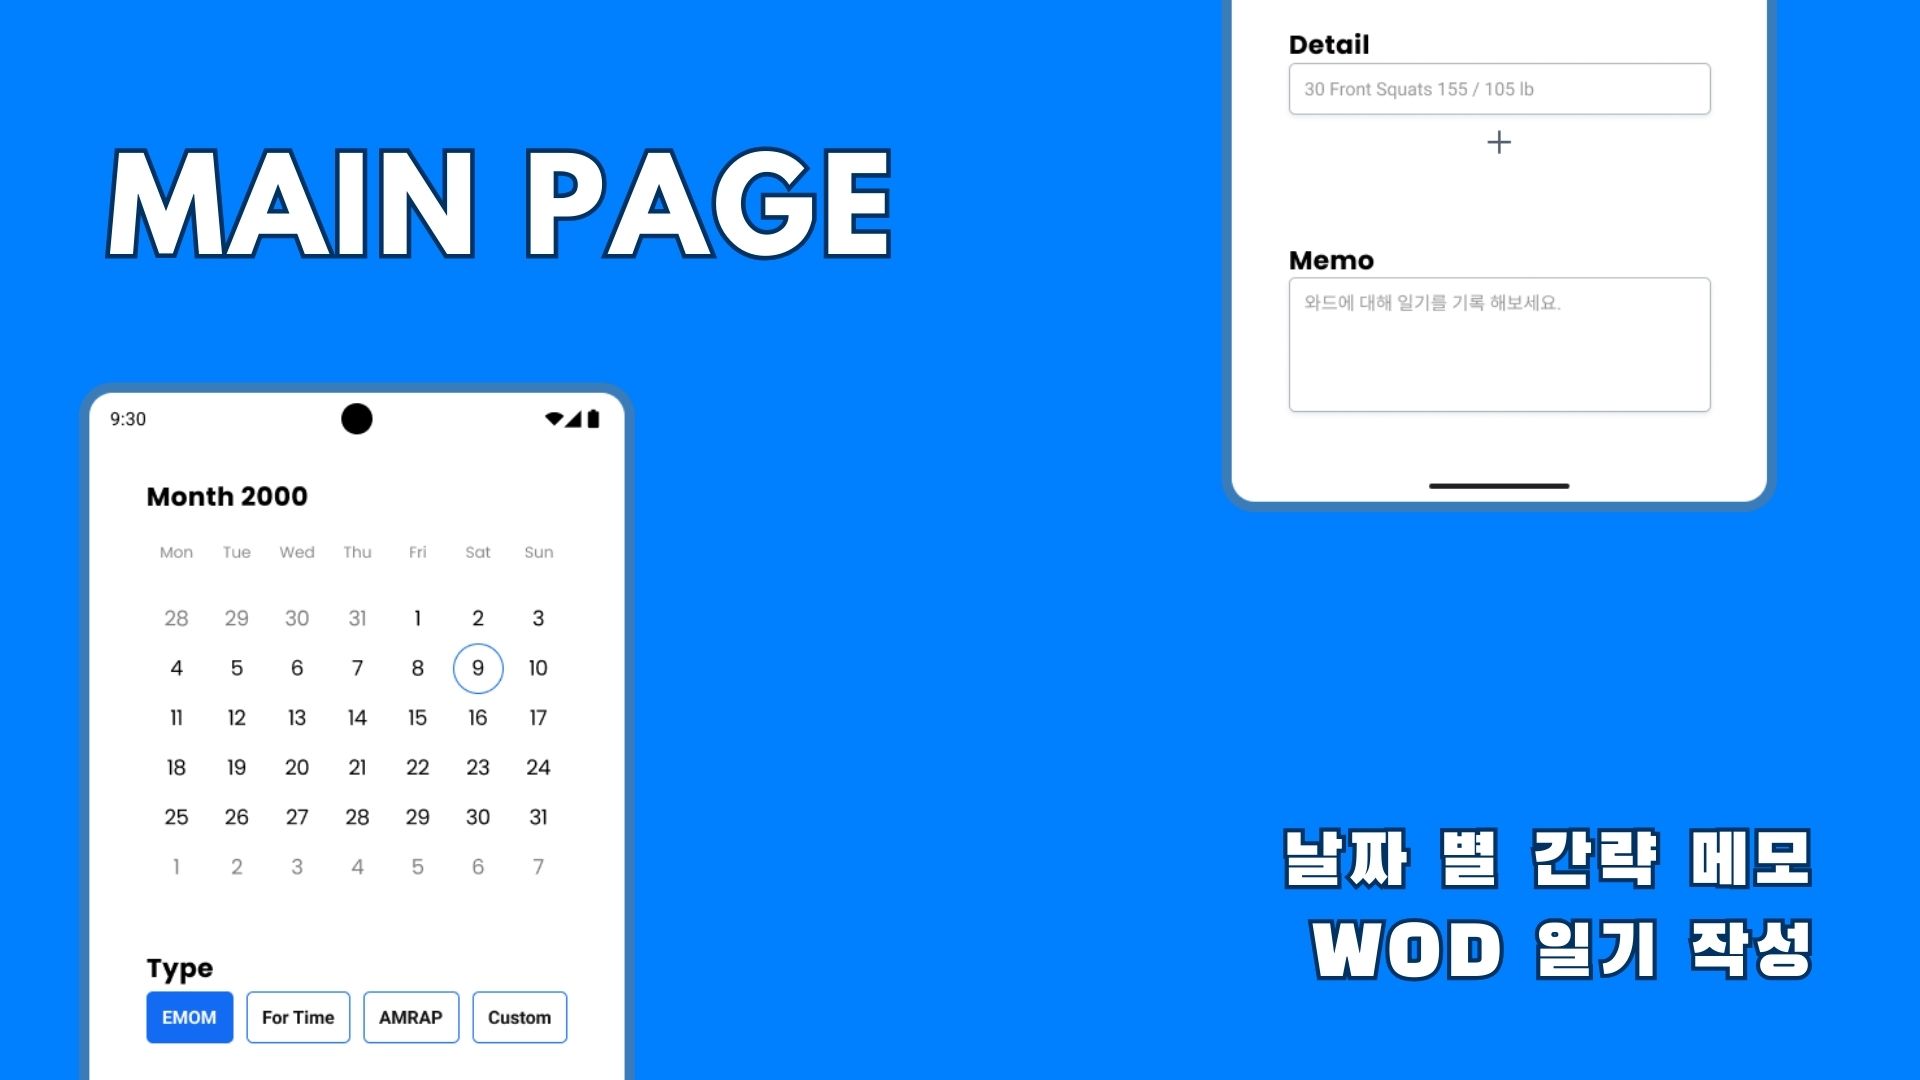 MAIN PAGE
9:30
Month 2000
Mon Tue Wed Thu Fri Sat Sun
28 29 30 31 1 2 3
4 5 6 7 8 9 10
11 12 13 14 15 16 17
18 19 20 21 22 23 24
25 26 27 28 29 30 31
1 2 3 4 5 6 7
Type
EMOM For Time AMRAP Custom
Detail
30 Front Squats 155 / 105 lb
+
Memo
와드에 대해 일기를 기록 해보세요.
날짜 별 간략 메모
WOD 일기 작성